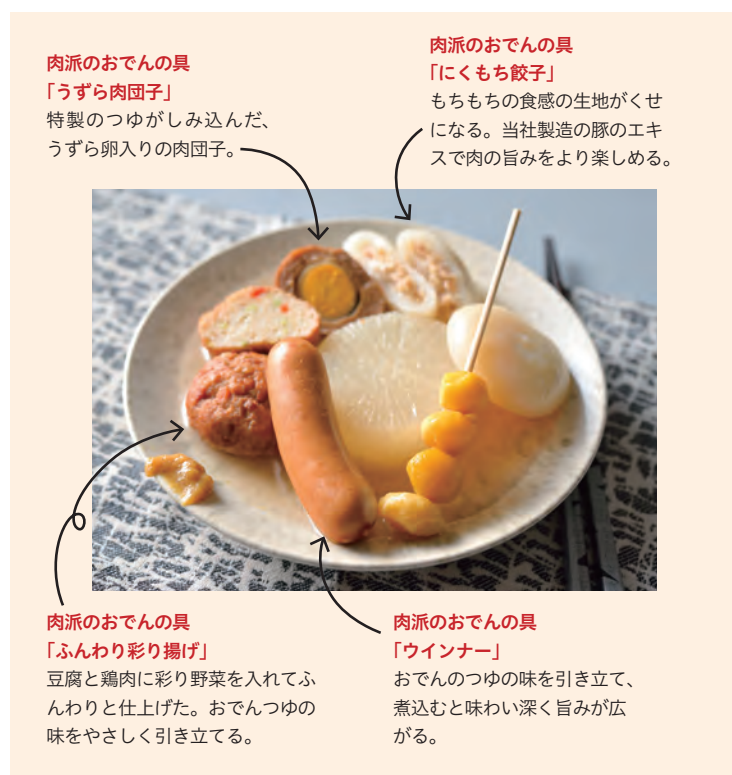 肉派のおでんの具
「うずら肉団子」
特製のつゆがしみ込んだ、
うずら卵入りの肉団子。
肉派のおでんの具
「にくもち餃子」
もちもちの食感の生地がくせ
になる。当社製造の豚のエキ
スで肉の旨みをより楽しめる。
肉派のおでんの具
「ふんわり彩り揚げ」
豆腐と鶏肉に彩り野菜を入れてふ
んわりと仕上げた。おでんつゆの
味をやさしく引き立てる。
肉派のおでんの具
「ウインナー」
おでんのつゆの味を引き立て、
煮込むと味わい深く旨みが広
がる。